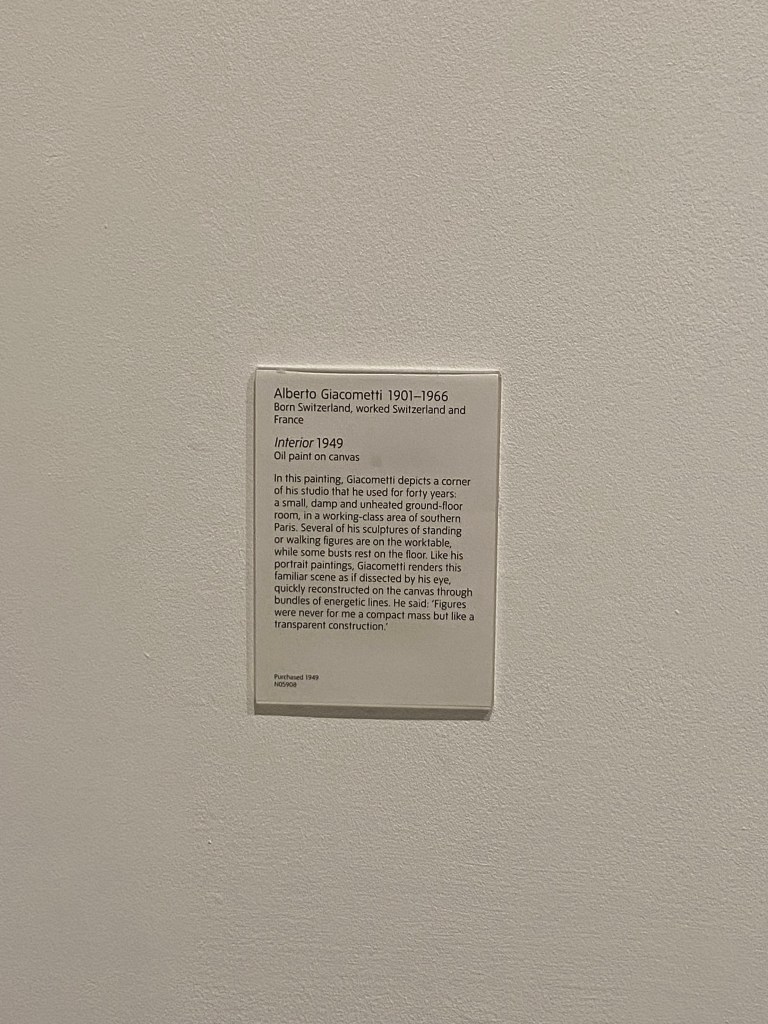 Alberto Giacometti 1901–1966
Born Switzerland, worked Switzerland and
France
Interior 1949
Oil paint on canvas
In this painting, Giacometti depicts a corner
of his studio that he used for forty years:
a small, damp and unheated ground-floor
room, in a working-class area of southern
Paris. Several of his sculptures of standing
or walking figures are on the worktable,
while some busts rest on the floor. Like his
portrait paintings, Giacometti renders this
familiar scene as if dissected by his eye,
quickly reconstructed on the canvas through
bundles of energetic lines. He said: ‘Figures
were never for me a compact mass but like a
transparent construction.’
Purchased 1949
N05908